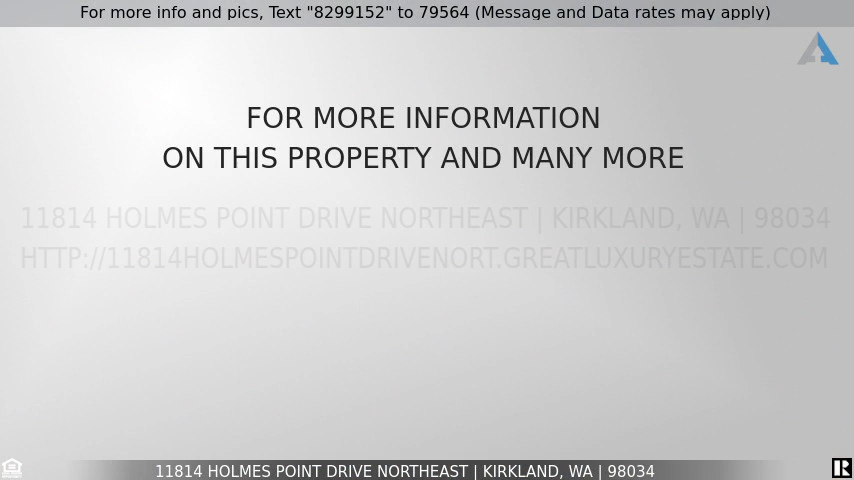 For more info and pics, Text "8299152" to 79564 (Message and Data rates may apply)
FOR MORE INFORMATION
ON THIS PROPERTY AND MANY MORE
11814 HOLMES POINT DRIVE NORTHEAST | KIRKLAND, WA | 98034
HTTP://11814HOLMESPOINTDRIVENORT.GREATLUXURYESTATE.COM
11814 HOLMES POINT DRIVE NORTHEAST | KIRKLAND, WA | 98034